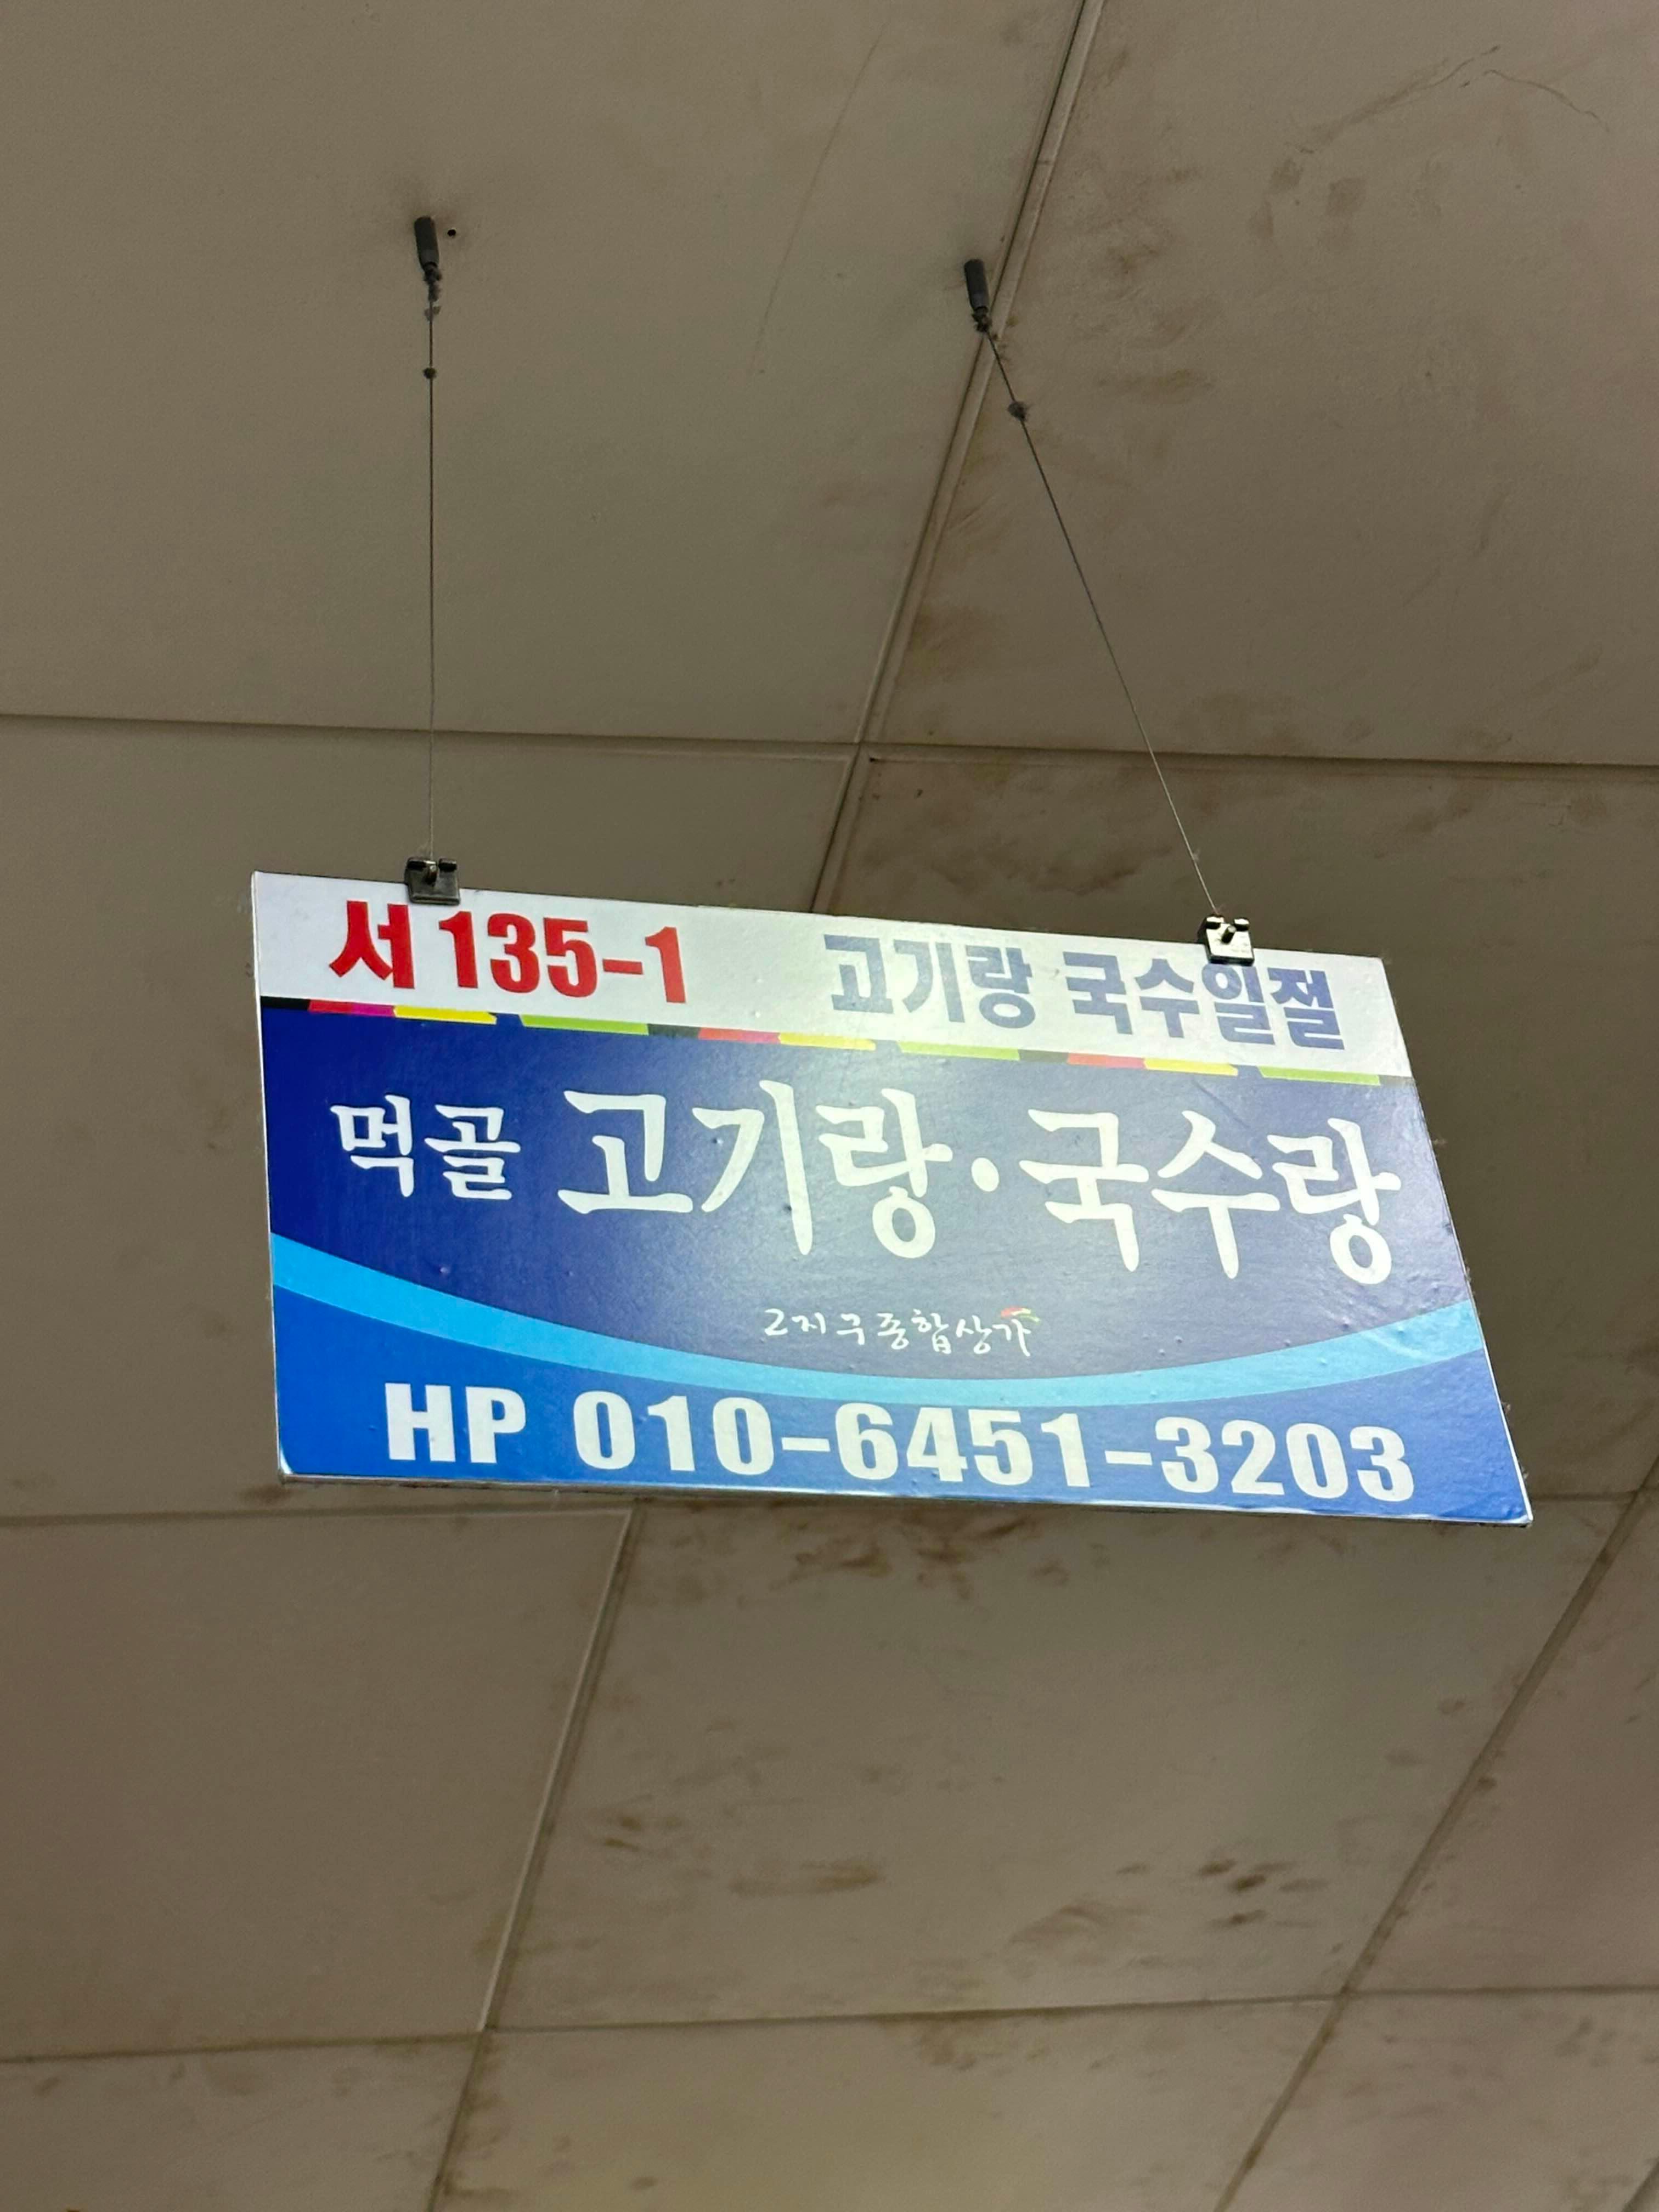 서 135-1 고기랑 국수일절
먹골 고기랑·국수랑
2지구종합상가
HP 010-6451-3203